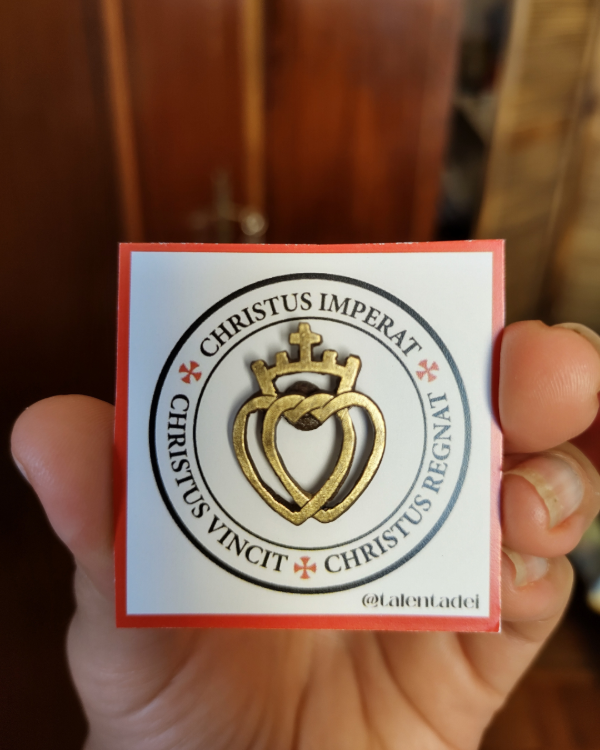 CHRISTUS IMPERAT
CHRISTUS REGNAT
CHRISTUS VINCIT
@talentadei